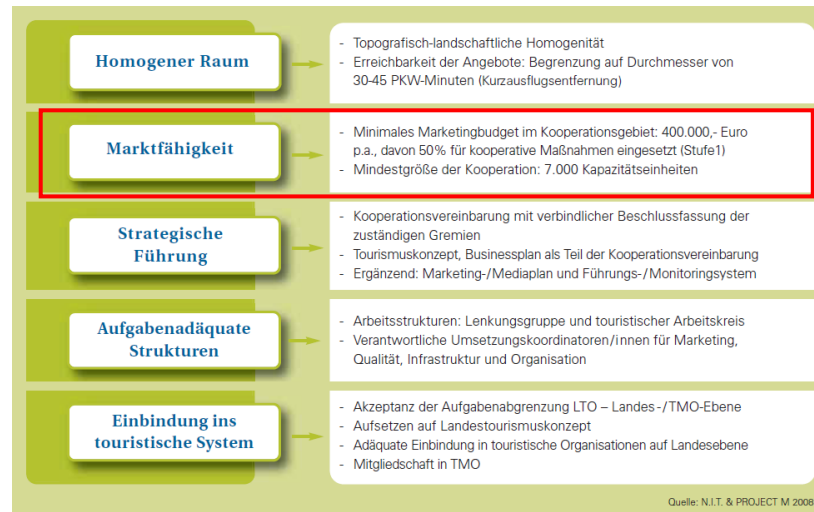 Homogener Raum
- Topografisch-landschaftliche Homogenität
- Erreichbarkeit der Angebote: Begrenzung auf Durchmesser von
30-45 PKW-Minuten (Kurzausflugsentfernung)
Marktfähigkeit
- Minimales Marketingbudget im Kooperationsgebiet: 400.000,- Euro
p.a., davon 50% für kooperative Maßnahmen eingesetzt (Stufe1)
- Mindestgröße der Kooperation: 7.000 Kapazitätseinheiten
Strategische
Führung
- Kooperationsvereinbarung mit verbindlicher Beschlussfassung der
zuständigen Gremien
- Tourismuskonzept, Businessplan als Teil der Kooperationsvereinbarung
- Ergänzend: Marketing-/Mediaplan und Führungs-/Monitoringsystem
Aufgabenadäquate
Strukturen
- Arbeitsstrukturen: Lenkungsgruppe und touristischer Arbeitskreis
- Verantwortliche Umsetzungskoordinatoren/innen für Marketing,
Qualität, Infrastruktur und Organisation
Einbindung ins
touristische System
- Akzeptanz der Aufgabenabgrenzung LTO – Landes-/TMO-Ebene
- Aufsetzen auf Landestourismuskonzept
- Adäquate Einbindung in touristische Organisationen auf Landesebene
- Mitgliedschaft in TMO
Quelle: N.I.T. & PROJECT M 2008